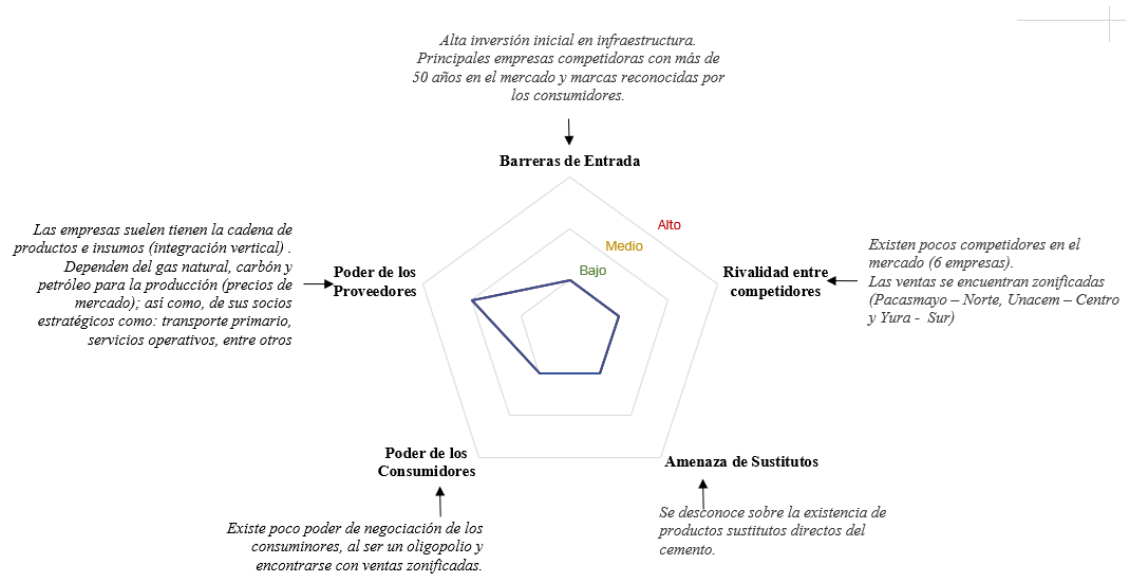 Alta inversión inicial en infraestructura.
Principales empresas competidoras con más de
50 años en el mercado y marcas reconocidas por
los consumidores.
Barreras de Entrada
Alto
Medio
Bajo
Las empresas suelen tienen la cadena de
productos e insumos (integración vertical) .
Dependen del gas natural, carbón y
petróleo para la producción (precios de
mercado); así como, de sus socios
estratégicos como: transporte primario,
servicios operativos, entre otros
Poder de los
Proveedores
Rivalidad entre
competidores
Existen pocos competidores en el
mercado (6 empresas).
Las ventas se encuentran zonificadas
(Pacasmayo – Norte, Unacem – Centro
y Yura - Sur)
Poder de los
Consumidores
Amenaza de Sustitutos
Existe poco poder de negociación de los
consuminores, al ser un oligopolio y
encontrarse con ventas zonificadas.
Se desconoce sobre la existencia de
productos sustitutos directos del
cemento.